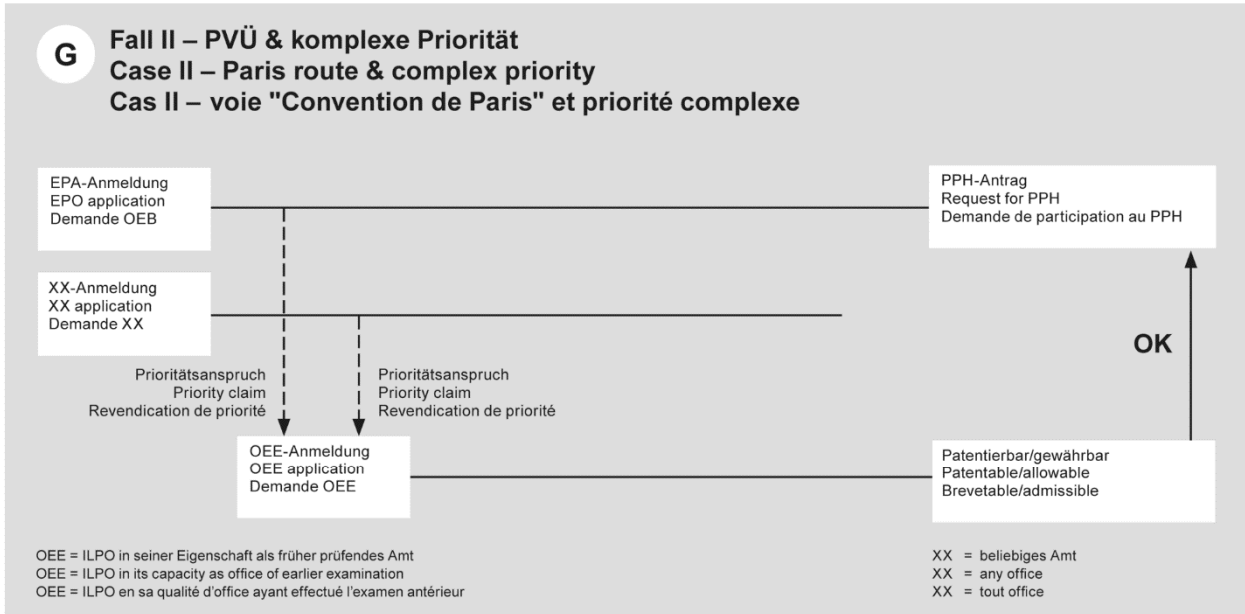 G
Fall II – PVÜ & komplexe Priorität
Case II – Paris route & complex priority
Cas II – voie "Convention de Paris" et priorité complexe
EPA-Anmeldung
EPO application
Demande OEB
PPH-Antrag
Request for PPH
Demande de participation au PPH
XX-Anmeldung
XX application
Demande XX
OK
Prioritätsanspruch
Priority claim
Revendication de priorité
Prioritätsanspruch
Priority claim
Revendication de priorité
OEE-Anmeldung
OEE application
Demande OEE
Patentierbar/gewährbar
Patentable/allowable
Brevetable/admissible
OEE = ILPO in seiner Eigenschaft als früher prüfendes Amt
OEE = ILPO in its capacity as office of earlier examination
OEE = ILPO en sa qualité d'office ayant effectué l'examen antérieur
XX = beliebiges Amt
XX = any office
XX = tout office